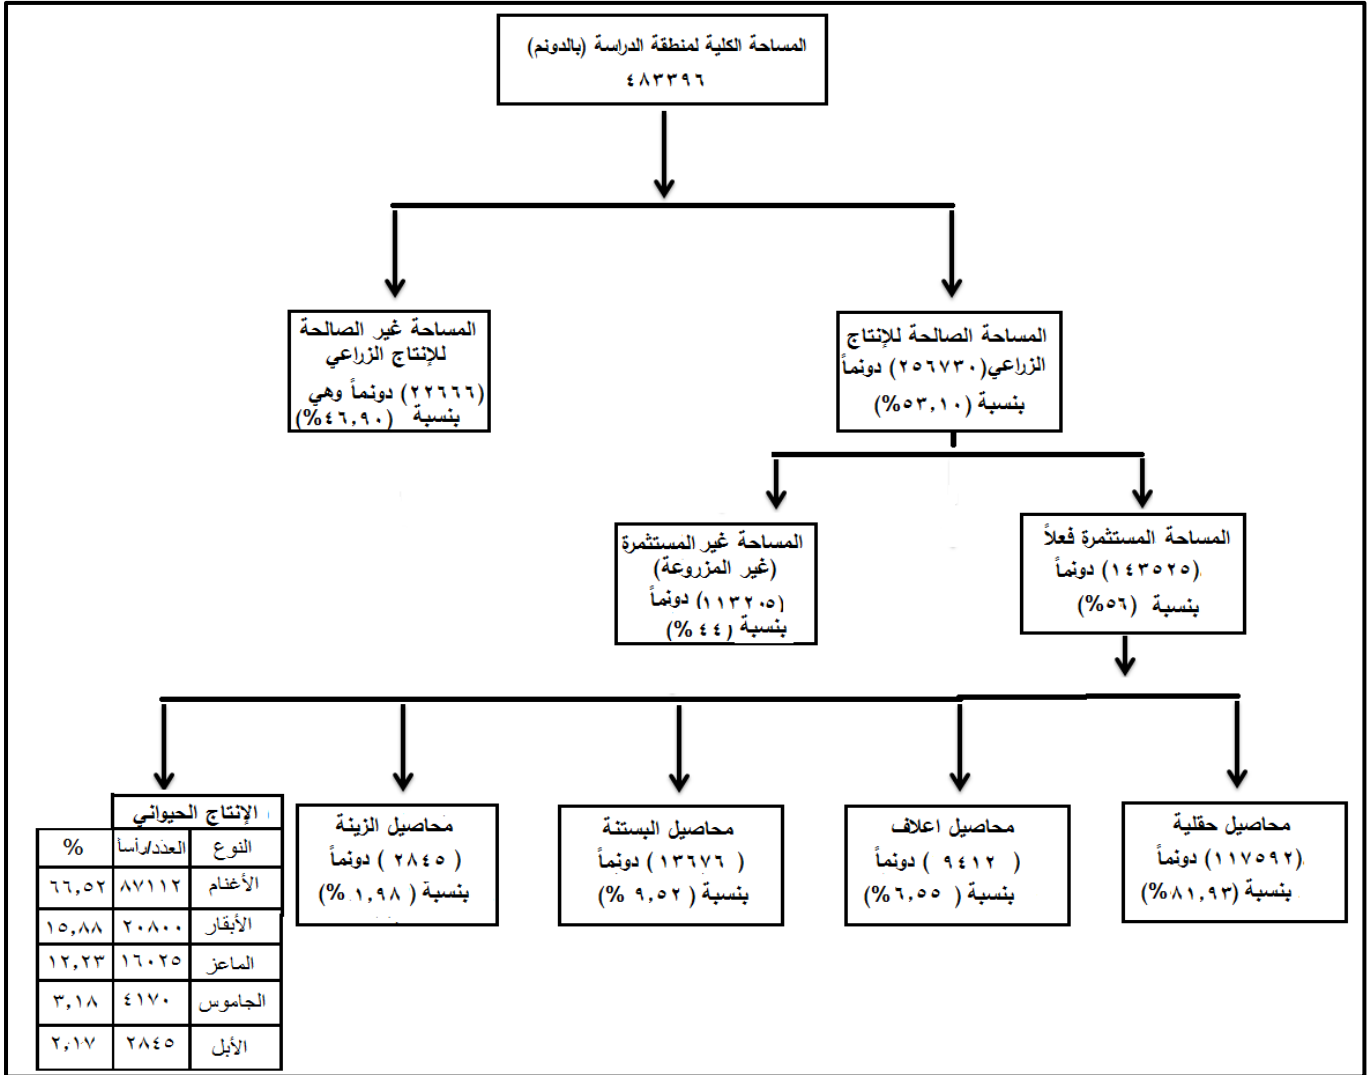 المساحة الكلية لمنطقة الدراسة (بالدونم)
٤٨٣٣٩٦
المساحة الصالحة للإنتاج
الزراعي(٢٥٦٧٣٠) دونماً
بنسبة (٥٣,١٠%)
المساحة غير الصالحة
للإنتاج الزراعي
(٢٢٦٦٦) دونماً وهي
بنسبة (٤٦,٩٠%)
المساحة المستثمرة فعلاً
(١٤٣٥٢٥) دونماً
بنسبة (٥٦%)
المساحة غير المستثمرة
(غير المزروعة)
(١١٣٢٠٥) دونماً
بنسبة (٤٤%)
محاصيل حقلية
(١١٧٥٩٢) دونماً
بنسبة (٨١,٩٣%)
محاصيل اعلاف
( ٩٤١٢ ) دونماً
بنسبة ( ٦,٥٥%)
محاصيل البستنة
( ١٣٦٧٦ ) دونماً
بنسبة ( ٩,٥٢ %)
محاصيل الزينة
( ٢٨٤٥ ) دونماً
بنسبة ( ١,٩٨ %)
الإنتاج الحيواني
النوع العدد/رأساً %
الأغنام ٨٧١١٢ ٦٦,٥٢
الأبقار ٢٠٨٠٠ ١٥,٨٨
الماعز ١٦٠٢٥ ١٢,٢٣
الجاموس ٤١٧٠ ٣,١٨
الأبل ٢٨٤٥ ٢,١٧